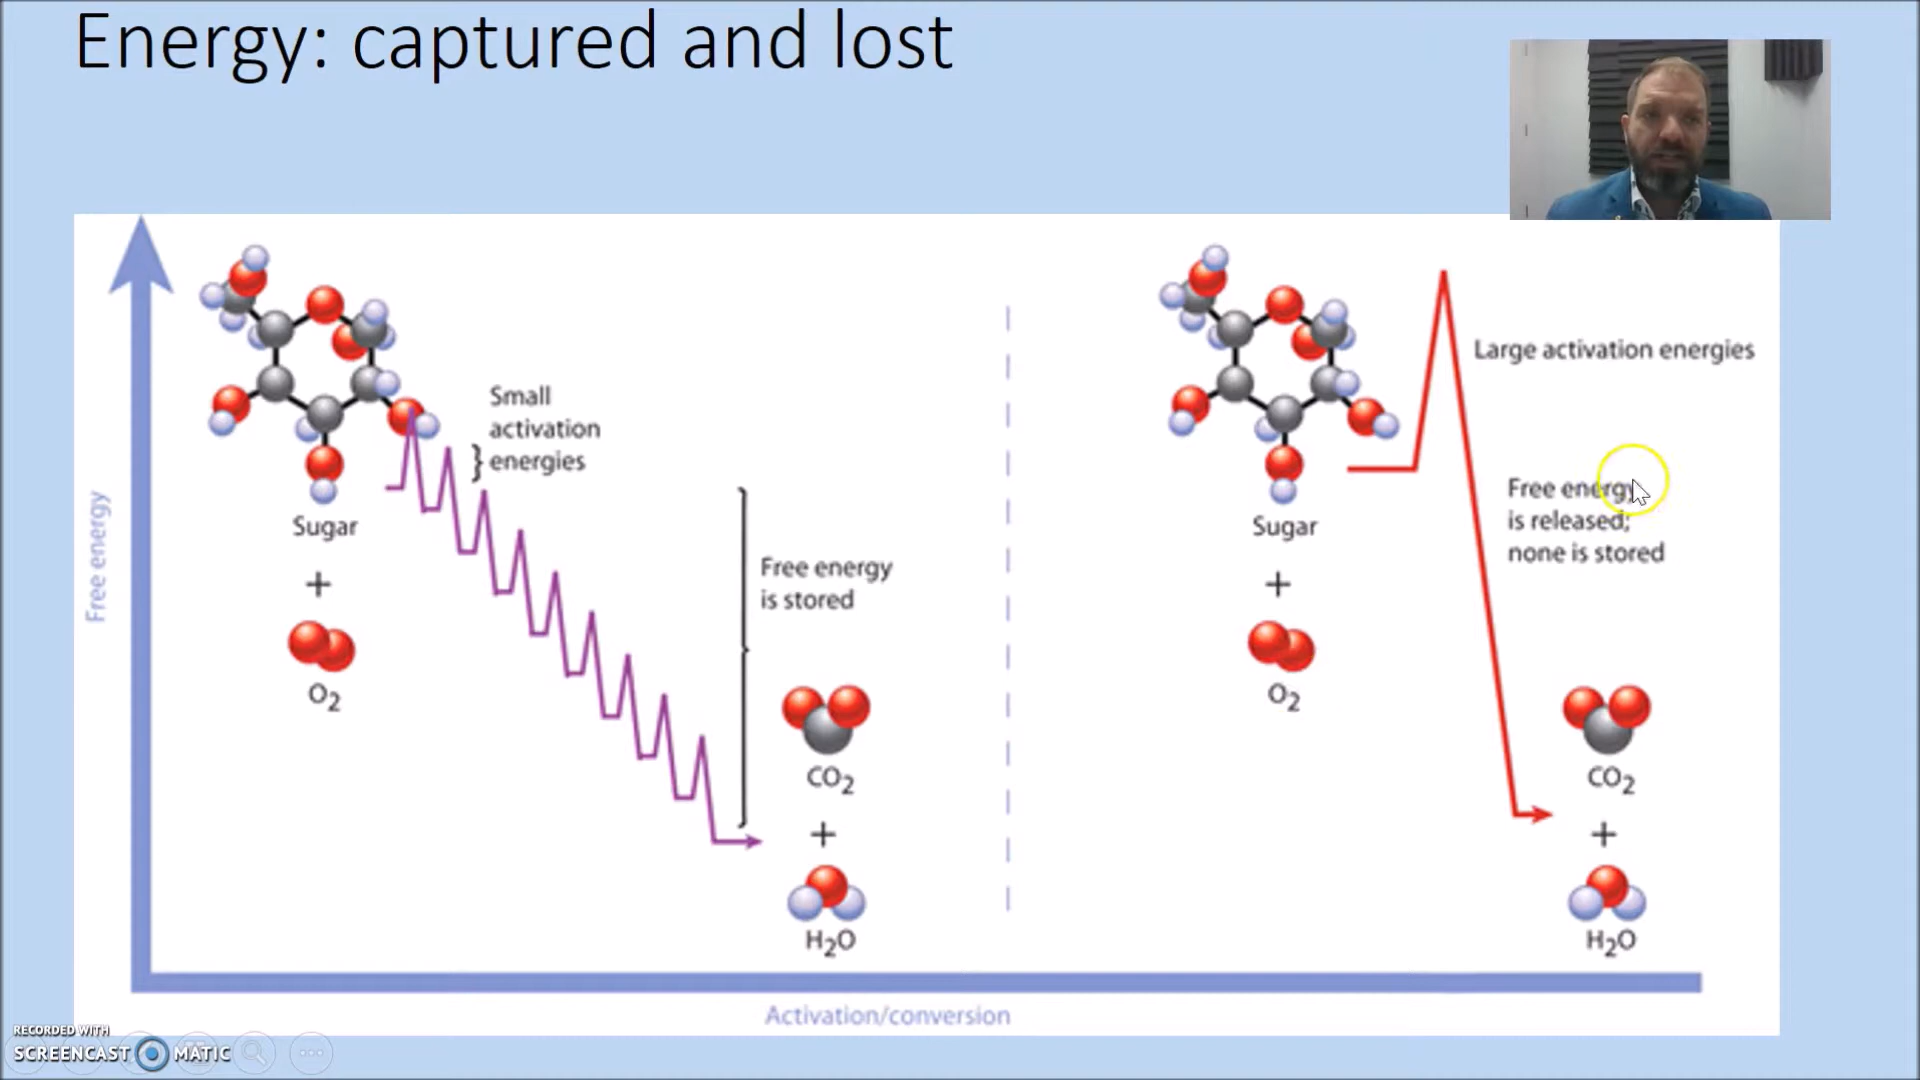 Energy: captured and lost
Free energy
Small
activation
energies
Sugar
+
O2
Free energy
is stored
CO2
+
H2O
Large activation energies
Free energy
is released;
none is stored
Sugar
+
O2
CO2
+
H2O
Activation/conversion
RECORDED WITH
SCREENCAST MATIC